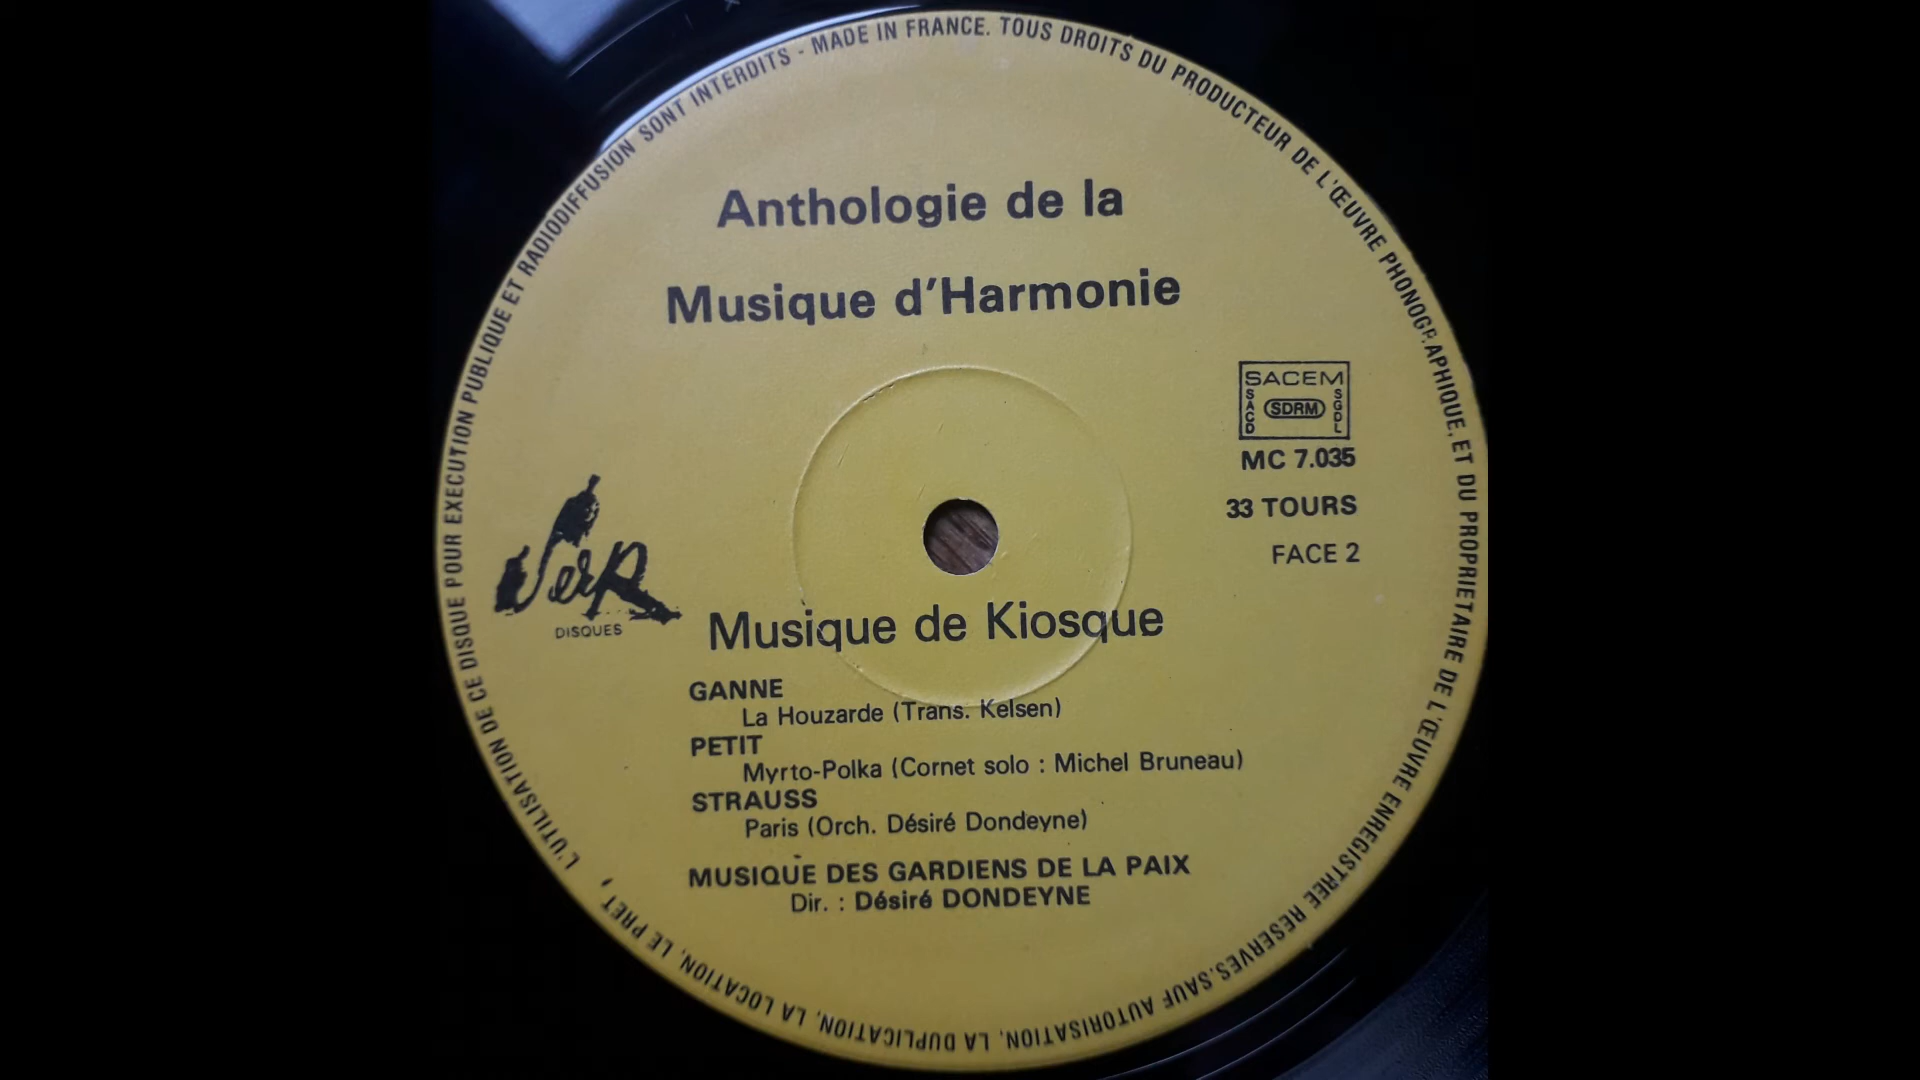 MADE IN FRANCE. TOUS DROITS DU PRODUCTEUR DE L'ŒUVRE PHONOGRAPHIQUE, ET DU PROPRIETAIRE DE L'ŒUVRE ENREGISTREE RESERVES. SAUF AUTORISATION, LA DUPLICATION, LA LOCATION, LE PRET, L'UTILISATION DE CE DISQUE POUR EXECUTION PUBLIQUE ET RADIODIFFUSION SONT INTERDITS -
Anthologie de la
Musique d'Harmonie
SACEM
SACD
SDRM
SGDL
MC 7.035
33 TOURS
FACE 2
Serp
DISQUES
Musique de Kiosque
GANNE
La Houzarde (Trans. Kelsen)
PETIT
Myrto-Polka (Cornet solo : Michel Bruneau)
STRAUSS
Paris (Orch. Désiré Dondeyne)
MUSIQUE DES GARDIENS DE LA PAIX
Dir. : Désiré DONDEYNE